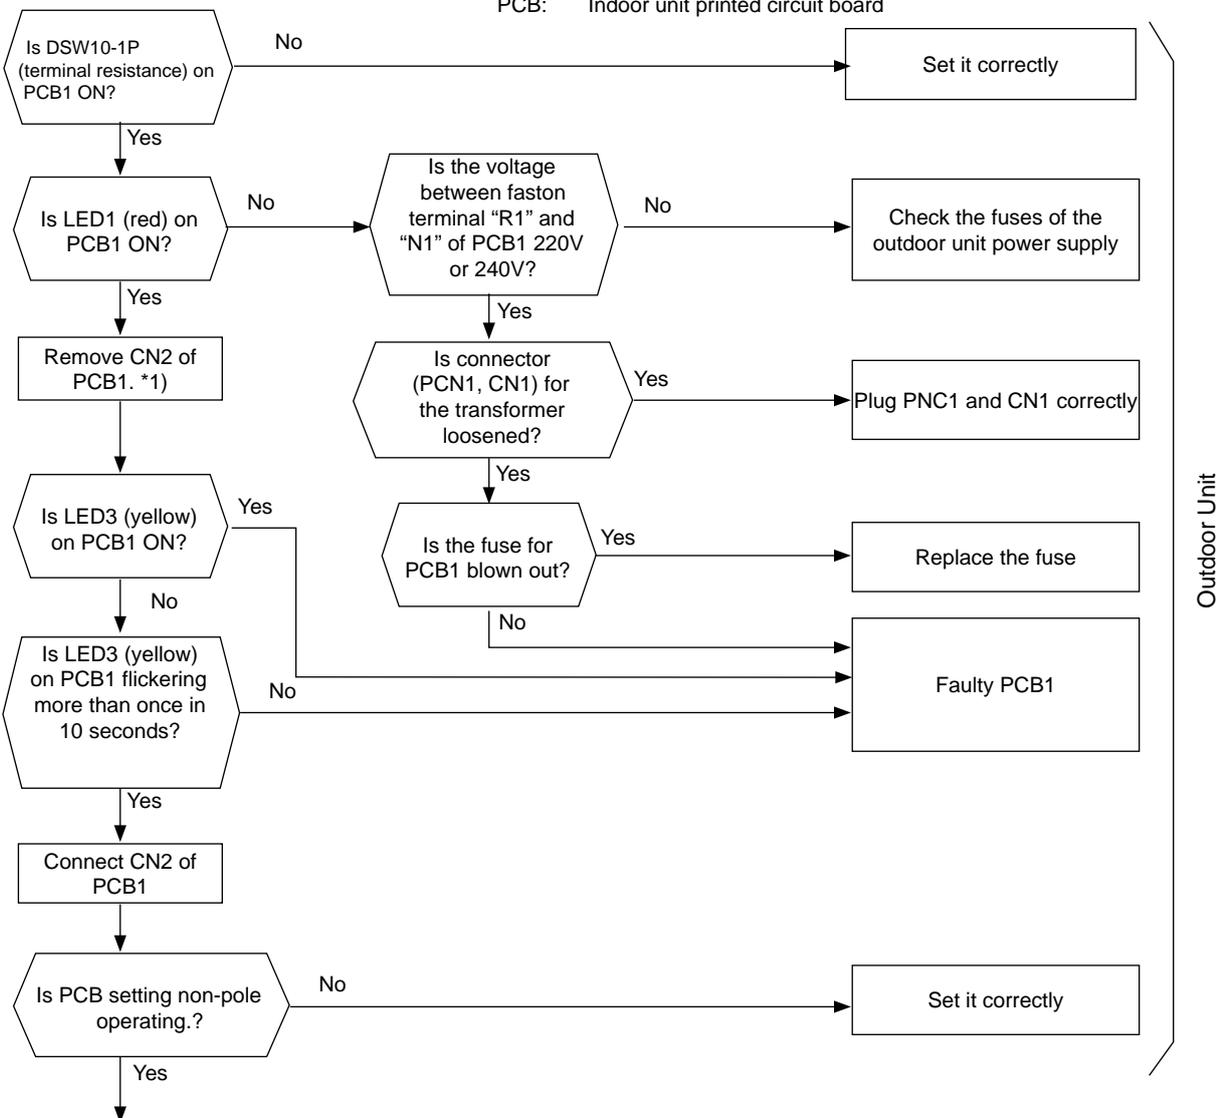 PCB: Indoor unit printed circuit board
Is DSW10-1P
(terminal resistance) on
PCB1 ON?
No
Set it correctly
Yes
Is LED1 (red) on
PCB1 ON?
No
Is the voltage
between faston
terminal “R1” and
“N1” of PCB1 220V
or 240V?
No
Check the fuses of the
outdoor unit power supply
Yes
Yes
Remove CN2 of
PCB1. *1)
Is connector
(PCN1, CN1) for
the transformer
loosened?
Yes
Plug PNC1 and CN1 correctly
Yes
Is LED3 (yellow)
on PCB1 ON?
Yes
Is the fuse for
PCB1 blown out?
Yes
Replace the fuse
No
No
Is LED3 (yellow)
on PCB1 flickering
more than once in
10 seconds?
No
Faulty PCB1
Yes
Connect CN2 of
PCB1
Is PCB setting non-pole
operating.?
No
Set it correctly
Yes
Outdoor Unit